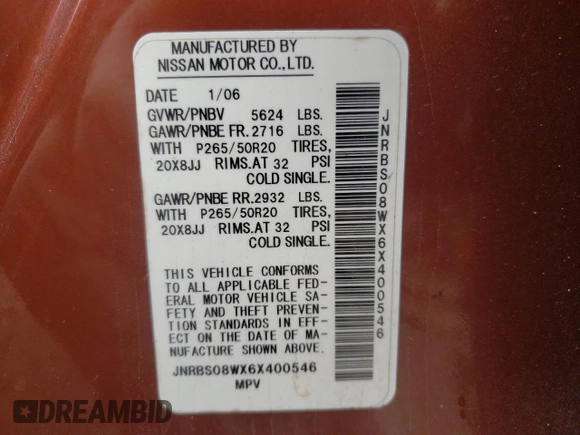 MANUFACTURED BY
NISSAN MOTOR CO., LTD.
DATE 1/06
GVWR/PNBV 5624 LBS.
GAWR/PNBE FR. 2716 LBS.
WITH P265/50R20 TIRES,
20X8JJ RIMS. AT 32 PSI
COLD SINGLE.
GAWR/PNBE RR. 2932 LBS.
WITH P265/50R20 TIRES,
20X8JJ RIMS. AT 32 PSI
COLD SINGLE.
THIS VEHICLE CONFORMS
TO ALL APPLICABLE FED-
ERAL MOTOR VEHICLE SA-
FETY AND THEFT PREVEN-
TION STANDARDS IN EFF-
ECT ON THE DATE OF MA-
NUFACTURE SHOWN ABOVE.
JNRBS08WX6X400546
MPV
JNRBS08WX6X400546
DREAMBID